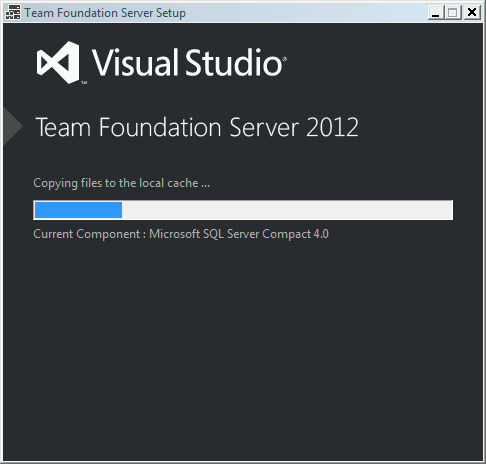 Team Foundation Server Setup
Visual Studio®
™
Team Foundation Server 2012
Copying files to the local cache ...
Current Component : Microsoft SQL Server Compact 4.0